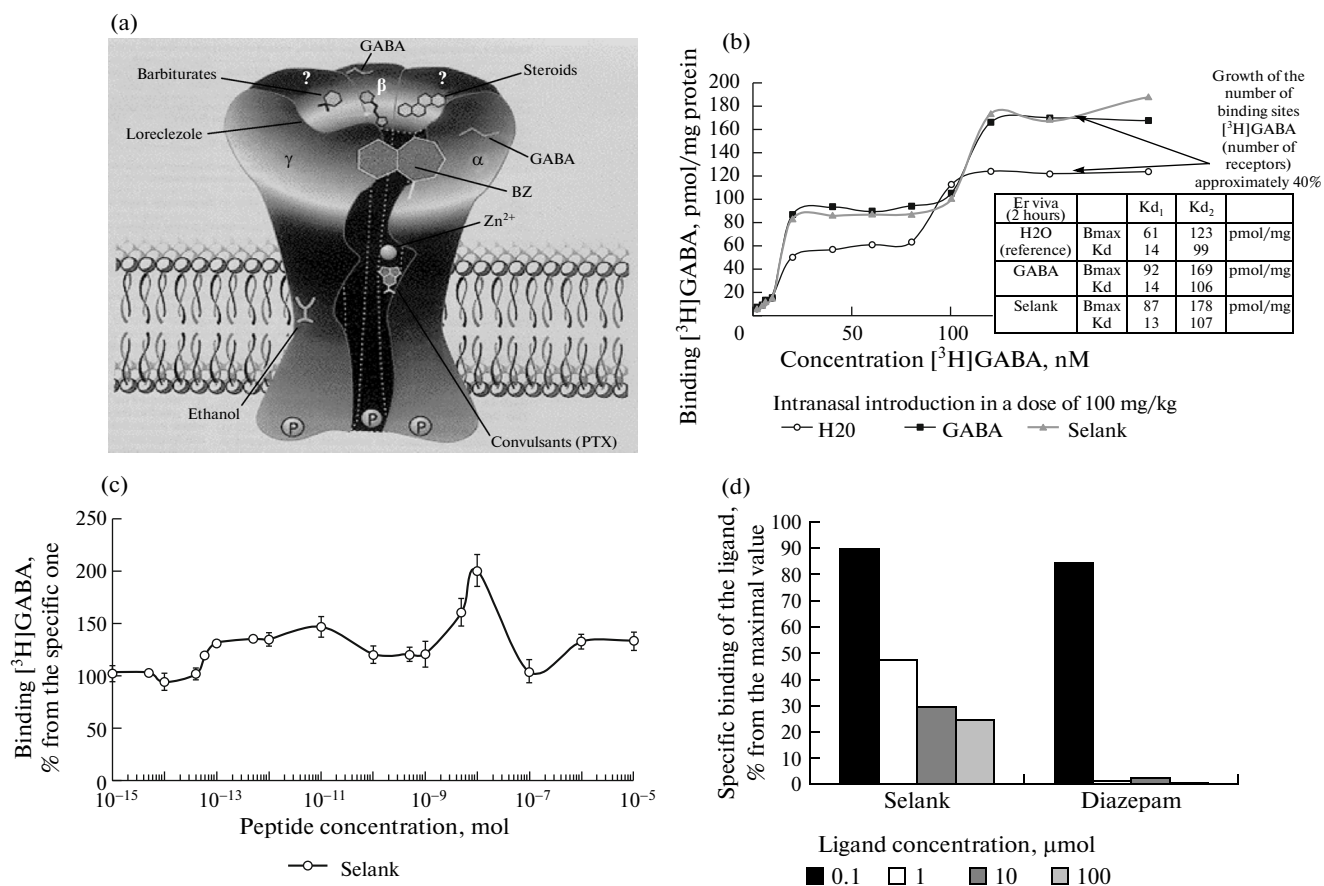 (a)
GABA
Barbiturates
?
β
?
Steroids
Loreclezole
γ
α
GABA
BZ
Zn²⁺
Ethanol
P
P
P
Convulsants (PTX)
(b)
Binding [³H]GABA, pmol/mg protein
200
180
160
140
120
100
80
60
40
20
0
50
100
Concentration [³H]GABA, nM
Growth of the
number of
binding sites
[³H]GABA
(number of
receptors)
approximately 40%
Er viva
(2 hours)
Kd₁
Kd₂
H2O
(reference)
Bmax 61 123 pmol/mg
Kd 14 99
GABA Bmax 92 169 pmol/mg
Kd 14 106
Selank Bmax 87 178 pmol/mg
Kd 13 107
Intranasal introduction in a dose of 100 mg/kg
H20 GABA Selank
(c)
Binding [³H]GABA,
% from the specific one
250
200
150
100
50
0
10⁻¹⁵ 10⁻¹³ 10⁻¹¹ 10⁻⁹ 10⁻⁷ 10⁻⁵
Peptide concentration, mol
Selank
(d)
Specific binding of the ligand,
% from the maximal value
100
90
80
70
60
50
40
30
20
10
0
Selank Diazepam
Ligand concentration, μmol
0.1 1 10 100